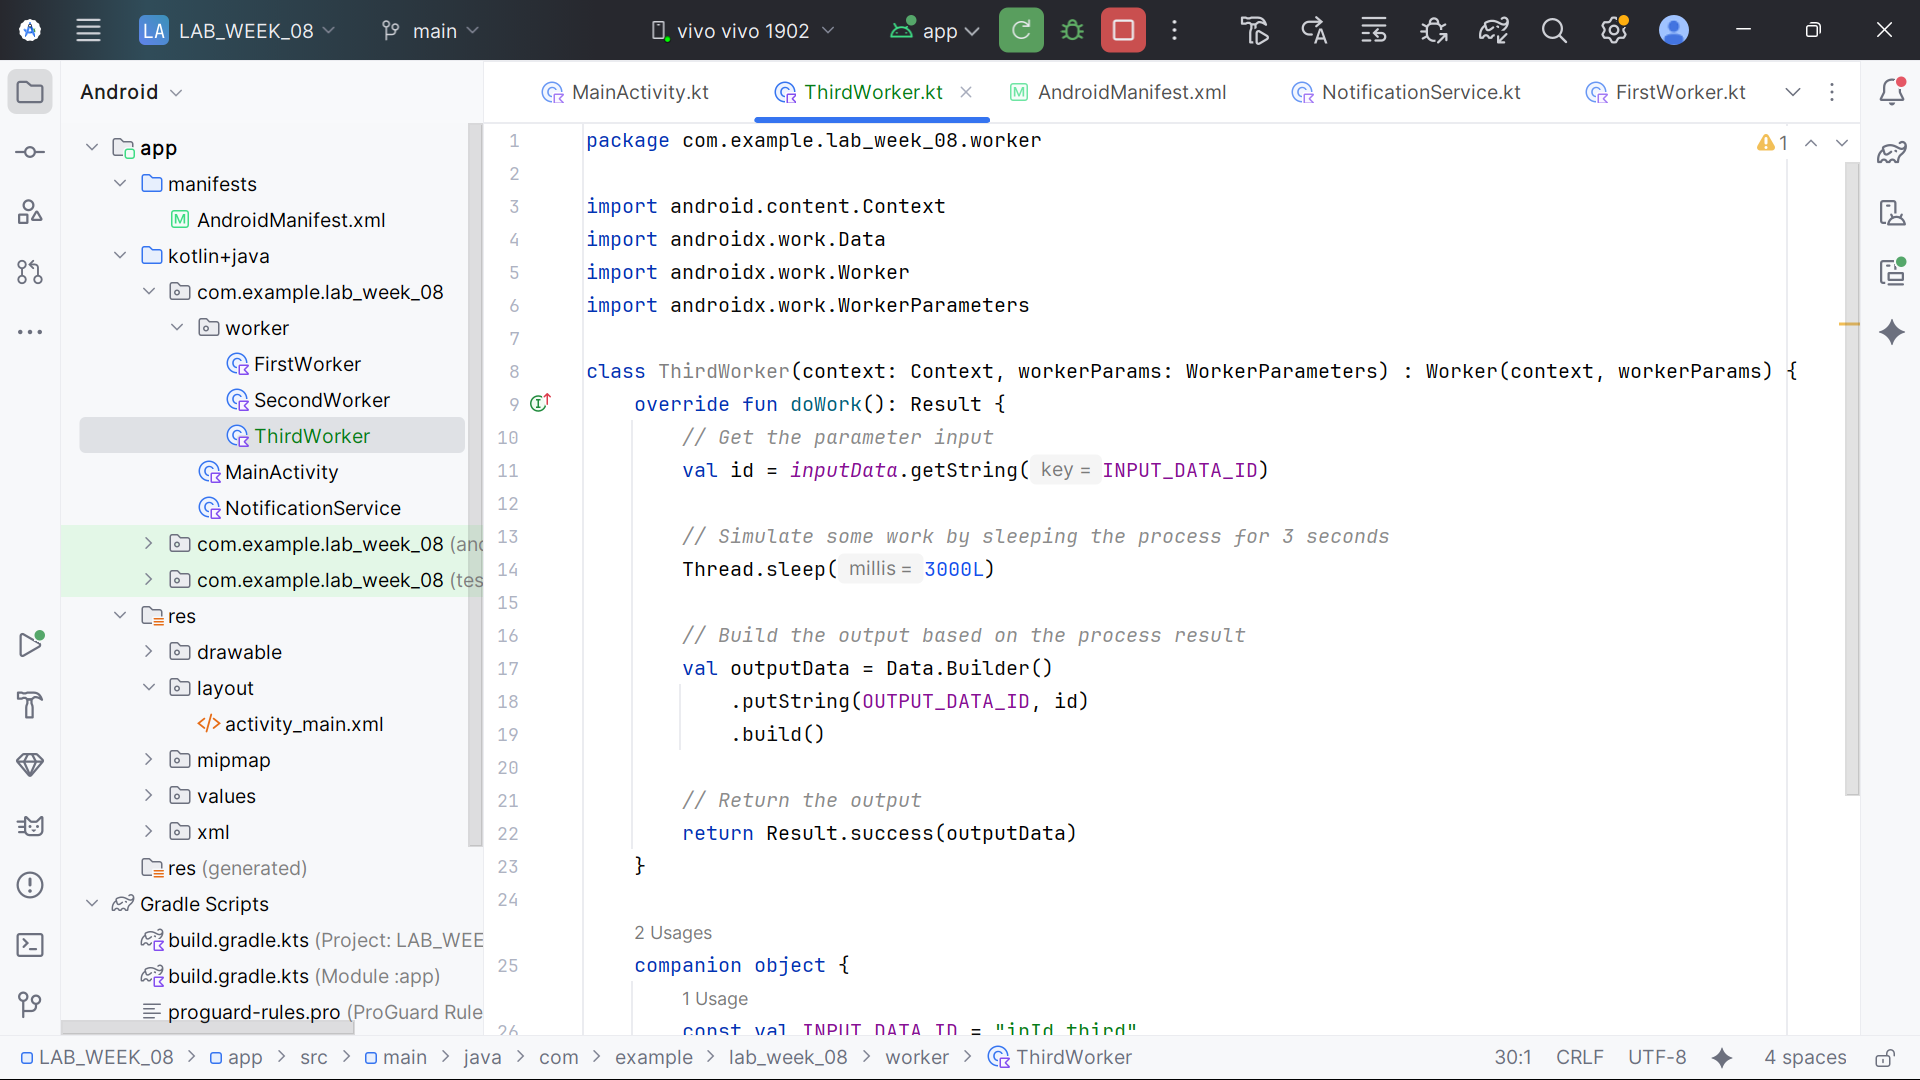 LA LAB_WEEK_08 main vivo vivo 1902 app
Android
MainActivity.kt ThirdWorker.kt AndroidManifest.xml NotificationService.kt FirstWorker.kt
app
manifests
AndroidManifest.xml
kotlin+java
com.example.lab_week_08
worker
FirstWorker
SecondWorker
ThirdWorker
MainActivity
NotificationService
com.example.lab_week_08 (and
com.example.lab_week_08 (tes
res
drawable
layout
activity_main.xml
mipmap
values
xml
res (generated)
Gradle Scripts
build.gradle.kts (Project: LAB_WEE
build.gradle.kts (Module :app)
proguard-rules.pro (ProGuard Rule
1
1 package com.example.lab_week_08.worker
2
3 import android.content.Context
4 import androidx.work.Data
5 import androidx.work.Worker
6 import androidx.work.WorkerParameters
7
8 class ThirdWorker(context: Context, workerParams: WorkerParameters) : Worker(context, workerParams) {
9 override fun doWork(): Result {
10 // Get the parameter input
11 val id = inputData.getString( key = INPUT_DATA_ID)
12
13 // Simulate some work by sleeping the process for 3 seconds
14 Thread.sleep( millis = 3000L)
15
16 // Build the output based on the process result
17 val outputData = Data.Builder()
18 .putString(OUTPUT_DATA_ID, id)
19 .build()
20
21 // Return the output
22 return Result.success(outputData)
23 }
24
2 Usages
25 companion object {
1 Usage
26 const val INPUT_DATA_ID = "inId_third"
LAB_WEEK_08 > app > src > main > java > com > example > lab_week_08 > worker > ThirdWorker 30:1 CRLF UTF-8 4 spaces